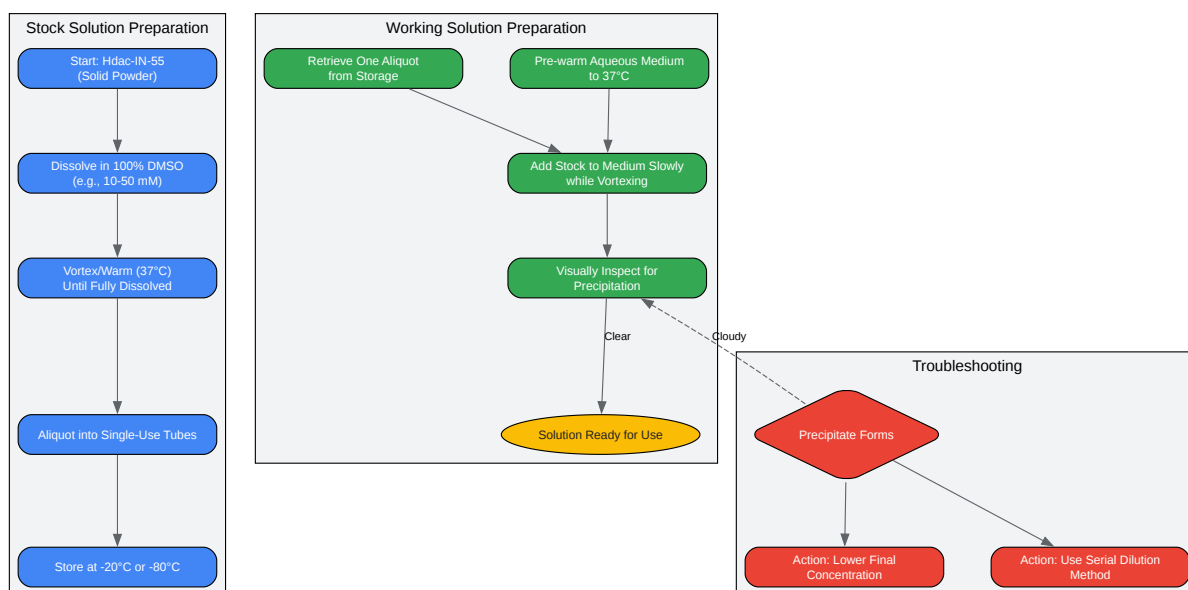 Stock Solution Preparation
Start: Hdac-IN-55
(Solid Powder)
Dissolve in 100% DMSO
(e.g., 10-50 mM)
Vortex/Warm (37°C)
Until Fully Dissolved
Aliquot into Single-Use Tubes
Store at -20°C or -80°C
Working Solution Preparation
Retrieve One Aliquot
from Storage
Pre-warm Aqueous Medium
to 37°C
Add Stock to Medium Slowly
while Vortexing
Visually Inspect for
Precipitation
Clear
Cloudy
Solution Ready for Use
Troubleshooting
Precipitate Forms
Action: Lower Final
Concentration
Action: Use Serial Dilution
Method